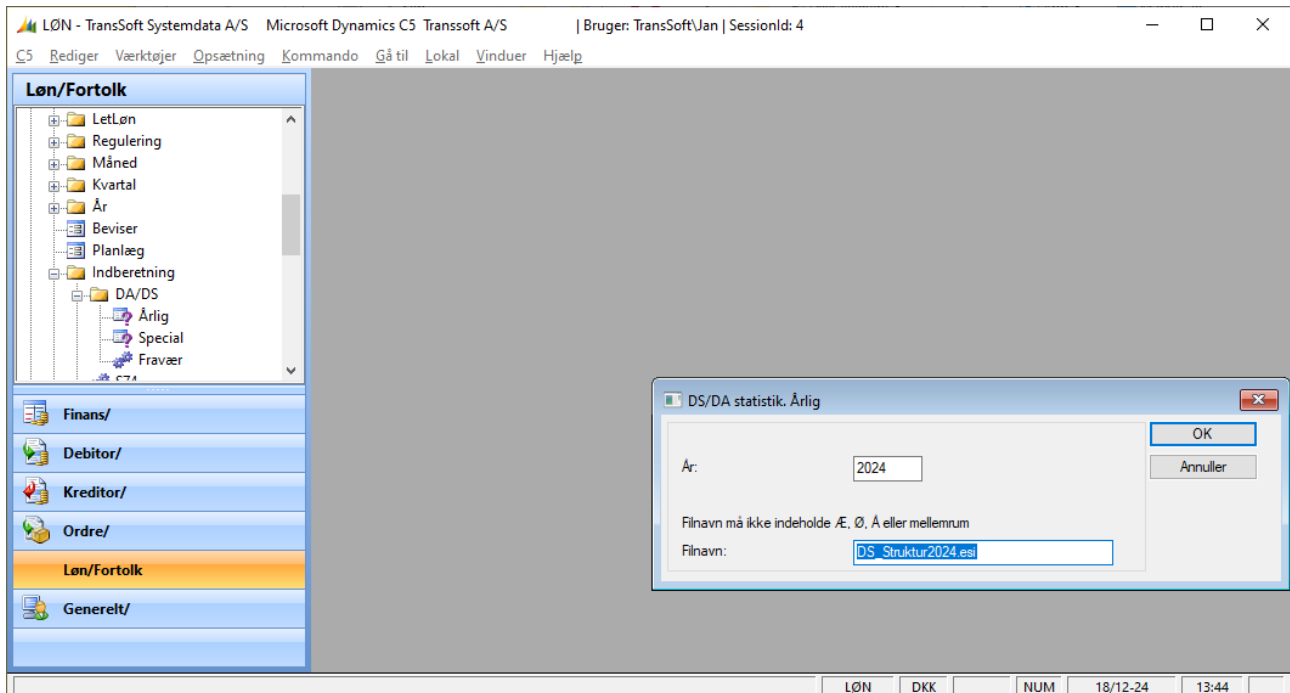 LØN - TransSoft Systemdata A/S Microsoft Dynamics C5 Transsoft A/S | Bruger: TransSoft\Jan | SessionId: 4
C5 Rediger Værktøjer Opsætning Kommando Gå til Lokal Vinduer Hjælp
Løn/Fortolk
LetLøn
Regulering
Måned
Kvartal
År
Beviser
Planlæg
Indberetning
DA/DS
Årlig
Special
Fravær
S74
Finans/
Debitor/
Kreditor/
Ordre/
Løn/Fortolk
Generelt/
DS/DA statistik. Årlig
OK
År: 2024
Annuller
Filnavn må ikke indeholde Æ, Ø, Å eller mellemrum
Filnavn: DS_Struktur2024.esi
LØN DKK NUM 18/12-24 13:44